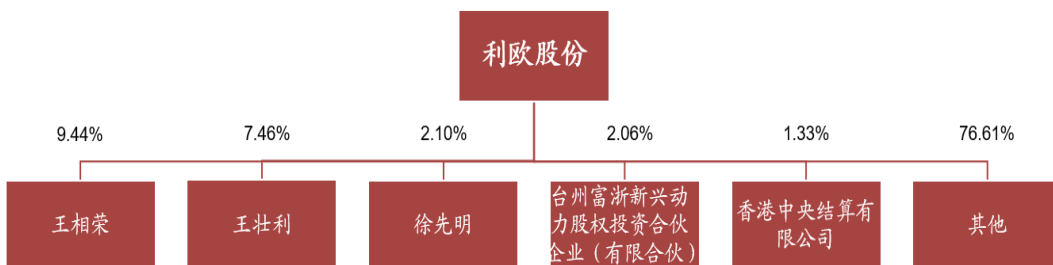 利欧股份
9.44%
7.46%
2.10%
2.06%
1.33%
76.61%
王相荣
王壮利
徐先明
台州富浙新兴动
力股权投资合伙
企业（有限合伙）
香港中央结算有
限公司
其他